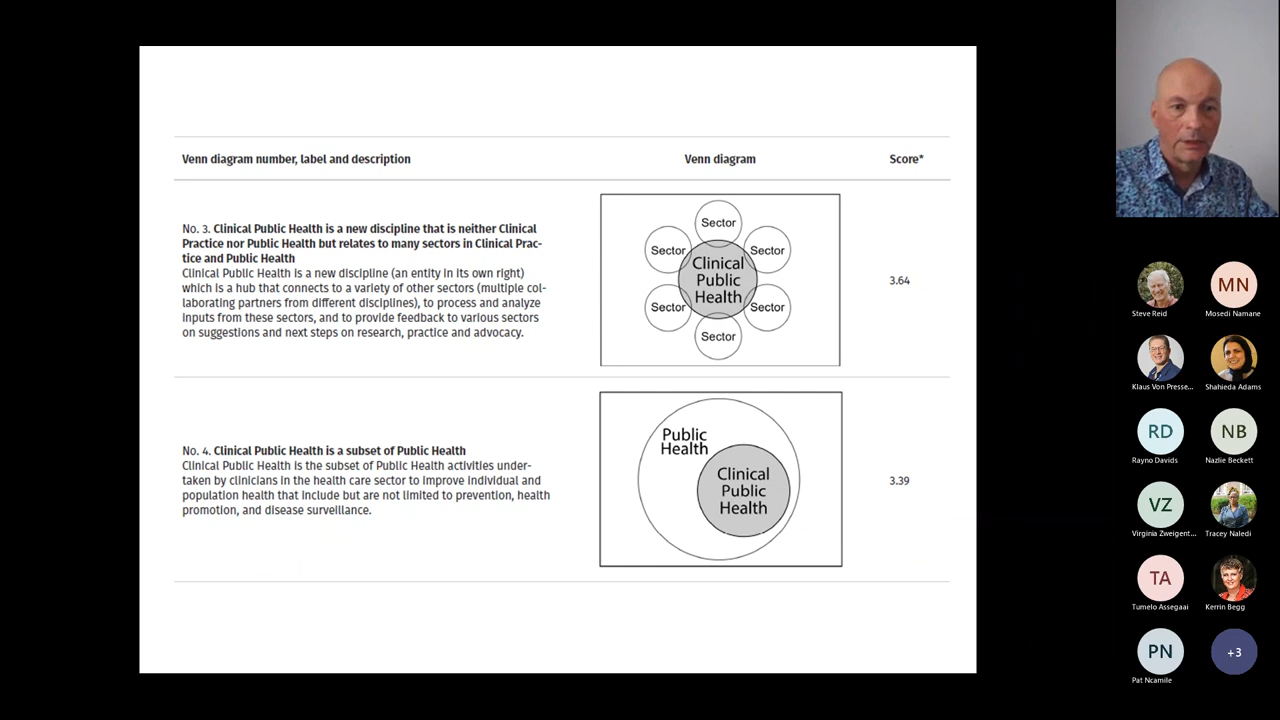 Venn diagram number, label and description
Venn diagram
Score*
No. 3. Clinical Public Health is a new discipline that is neither Clinical
Practice nor Public Health but relates to many sectors in Clinical Prac-
tice and Public Health
Clinical Public Health is a new discipline (an entity in its own right)
which is a hub that connects to a variety of other sectors (multiple col-
laborating partners from different disciplines), to process and analyze
inputs from these sectors, and to provide feedback to various sectors
on suggestions and next steps on research, practice and advocacy.
Sector
Sector
Sector
Clinical
Public
Health
Sector
Sector
Sector
3.64
No. 4. Clinical Public Health is a subset of Public Health
Clinical Public Health is the subset of Public Health activities under-
taken by clinicians in the health care sector to improve individual and
population health that include but are not limited to prevention, health
promotion, and disease surveillance.
Public
Health
Clinical
Public
Health
3.39
MN
Steve Reid
Mosedi Namane
Klaus Von Presse...
Shahieda Adams
RD
NB
Rayno Davids
Nazlie Beckett
VZ
Virginia Zweigent...
Tracey Naledi
TA
Tumelo Assegaai
Kerrin Begg
PN
+3
Pat Ncamile